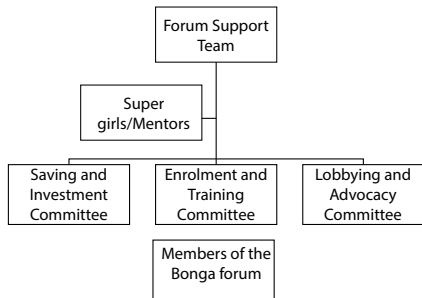 Forum Support
Team
Super
girls/Mentors
Saving and
Investment
Committee
Enrolment and
Training
Committee
Lobbying and
Advocacy
Committee
Members of the
Bonga forum